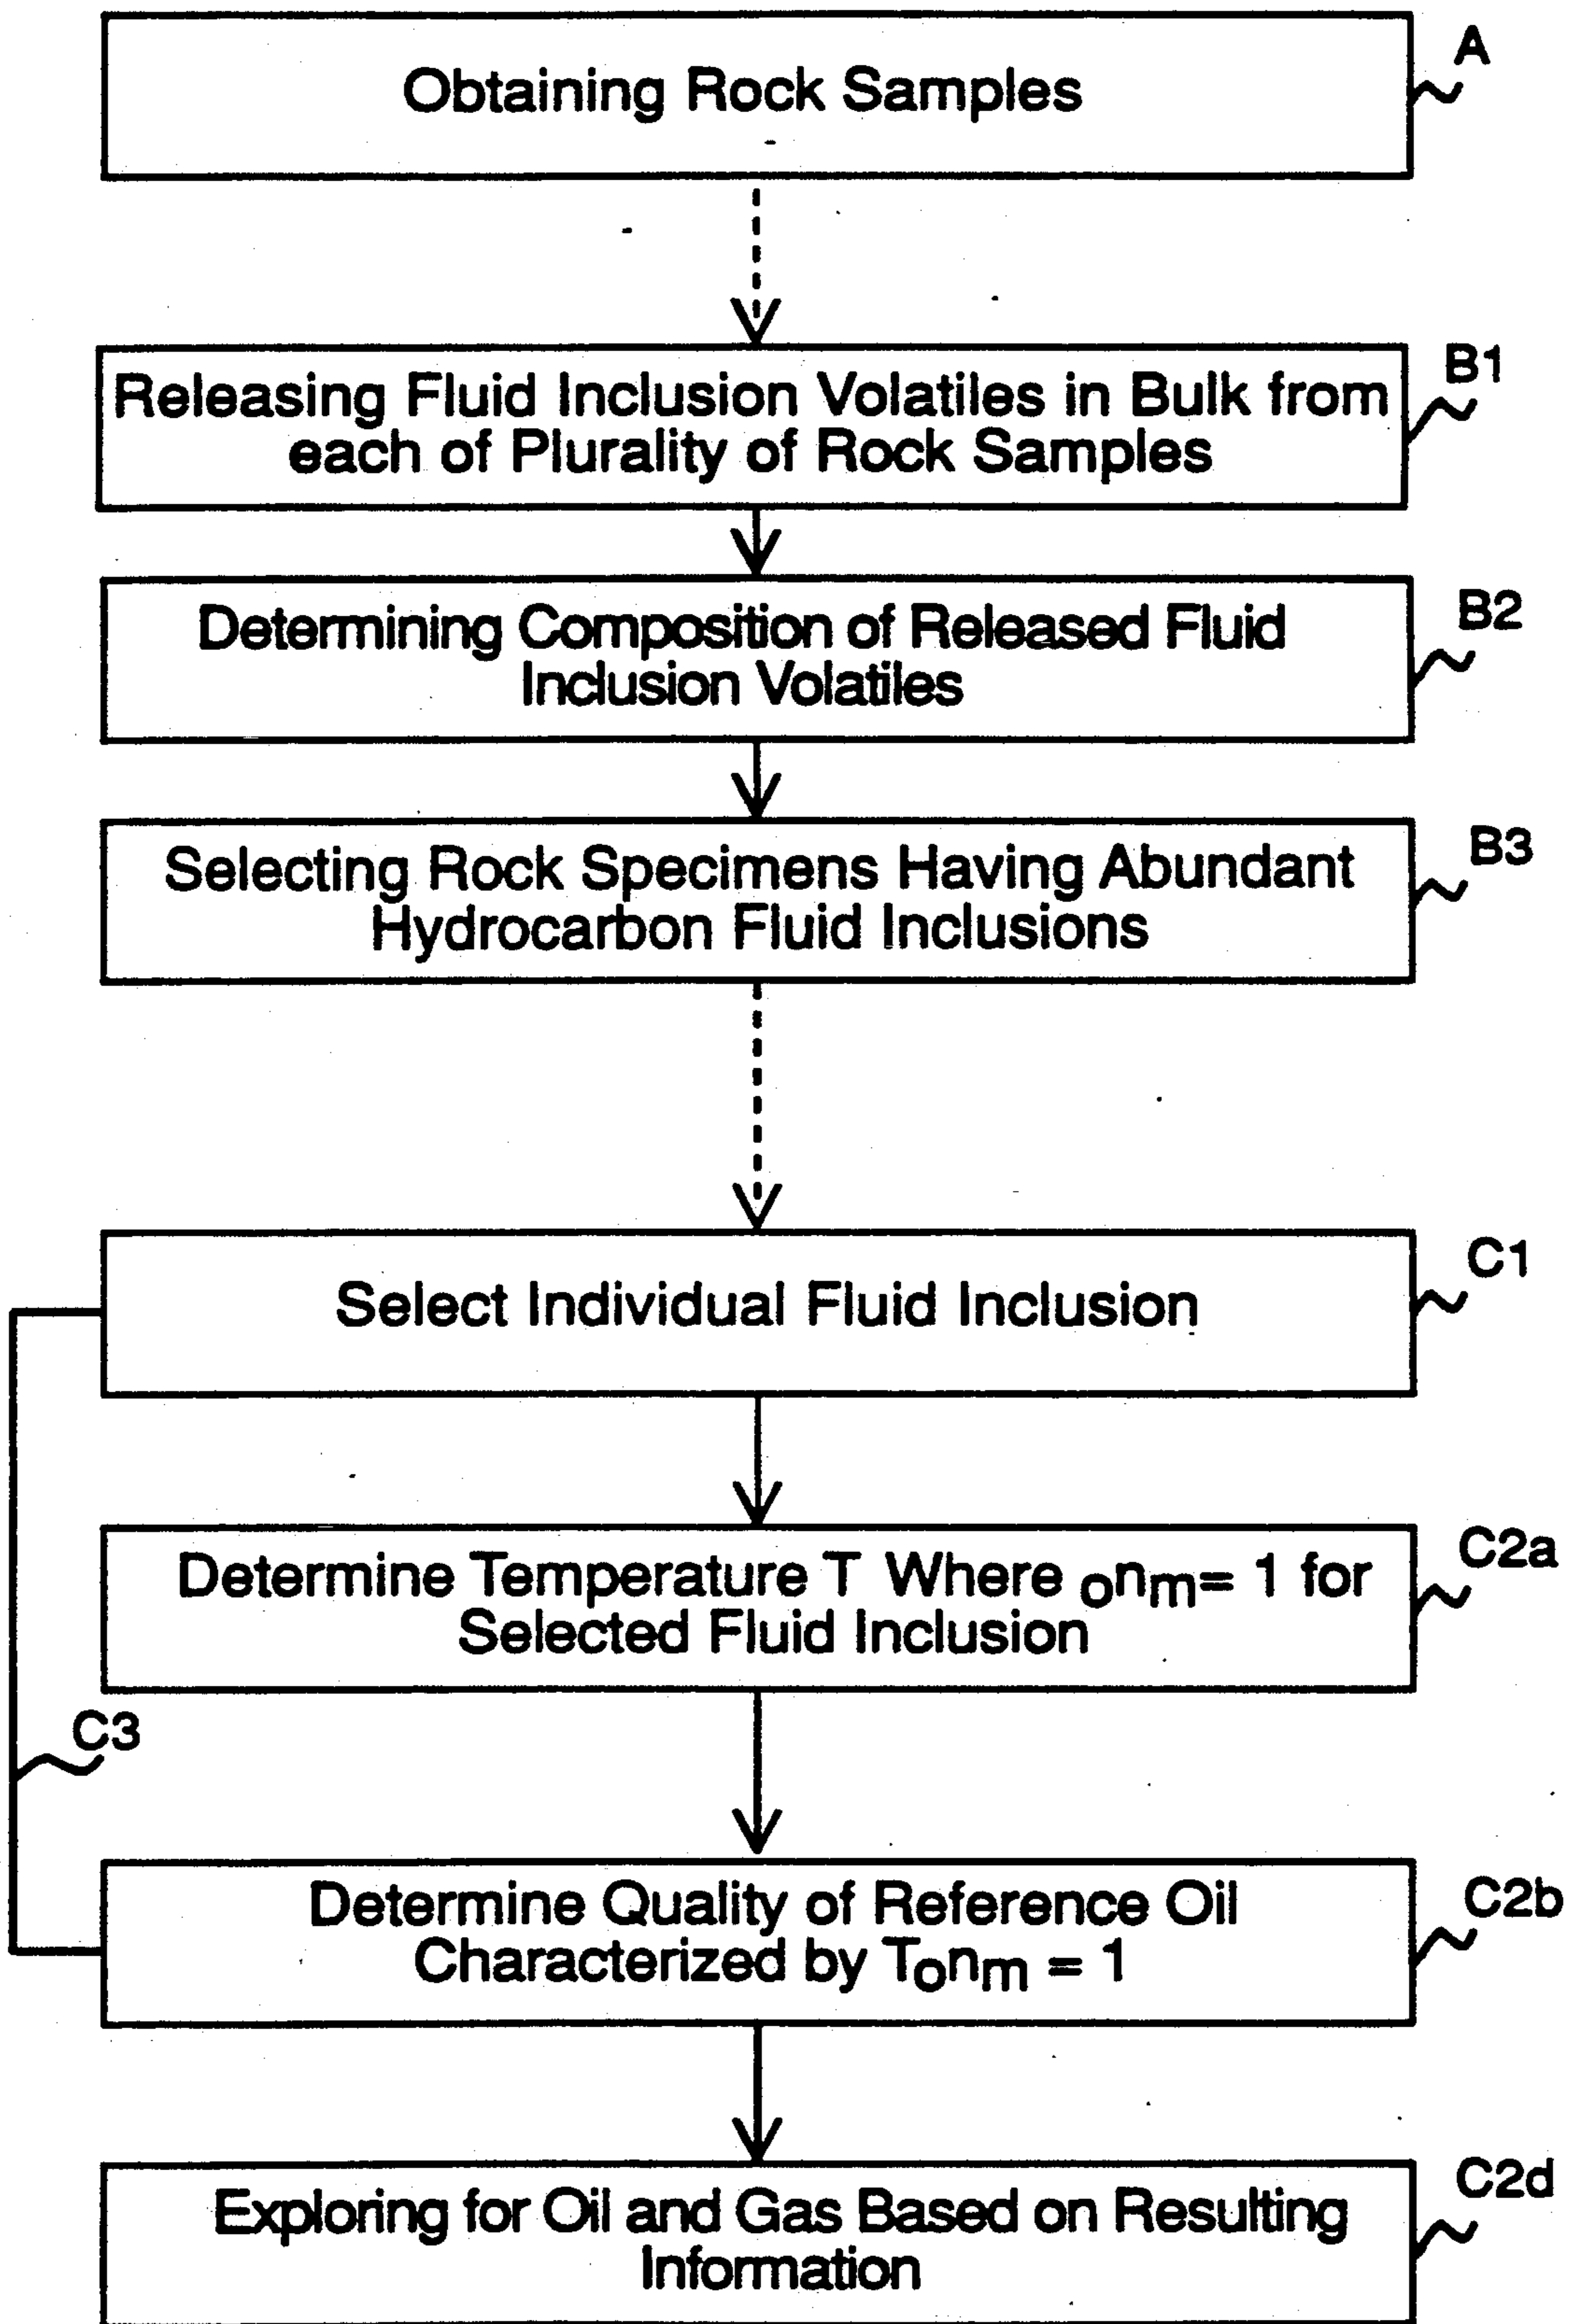 Obtaining Rock Samples
A
Releasing Fluid Inclusion Volatiles in Bulk from
each of Plurality of Rock Samples
B1
Determining Composition of Released Fluid
Inclusion Volatiles
B2
Selecting Rock Specimens Having Abundant
Hydrocarbon Fluid Inclusions
B3
Select Individual Fluid Inclusion
C1
Determine Temperature T Where ₒnₘ= 1 for
Selected Fluid Inclusion
C2a
C3
Determine Quality of Reference Oil
Characterized by Tₒnₘ = 1
C2b
Exploring for Oil and Gas Based on Resulting
Information
C2d